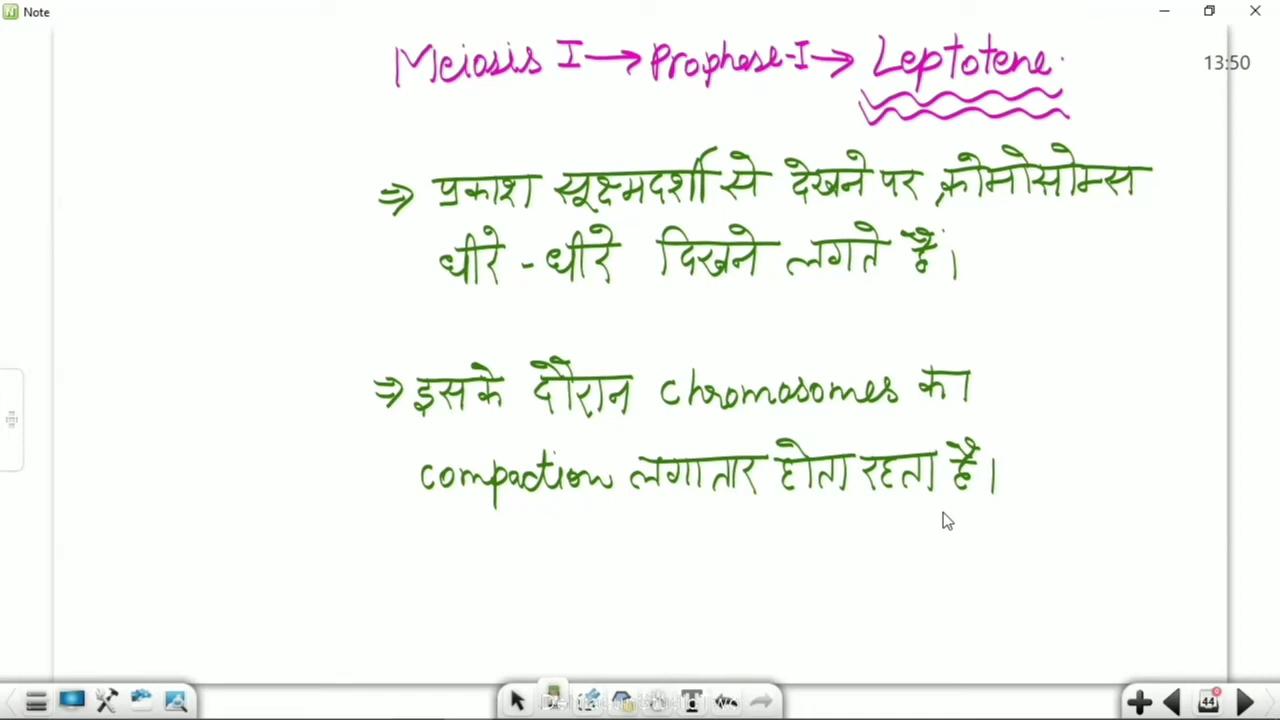 Note
Meiosis I → Prophase-I → Leptotene.
13:50
⇒ प्रकाश सूक्ष्मदर्शी से देखने पर क्रोमोसोम्स
धीरे - धीरे दिखने लगते हैं।
⇒ इसके दौरान chromosomes का
compaction लगातार होता रहता है।
44